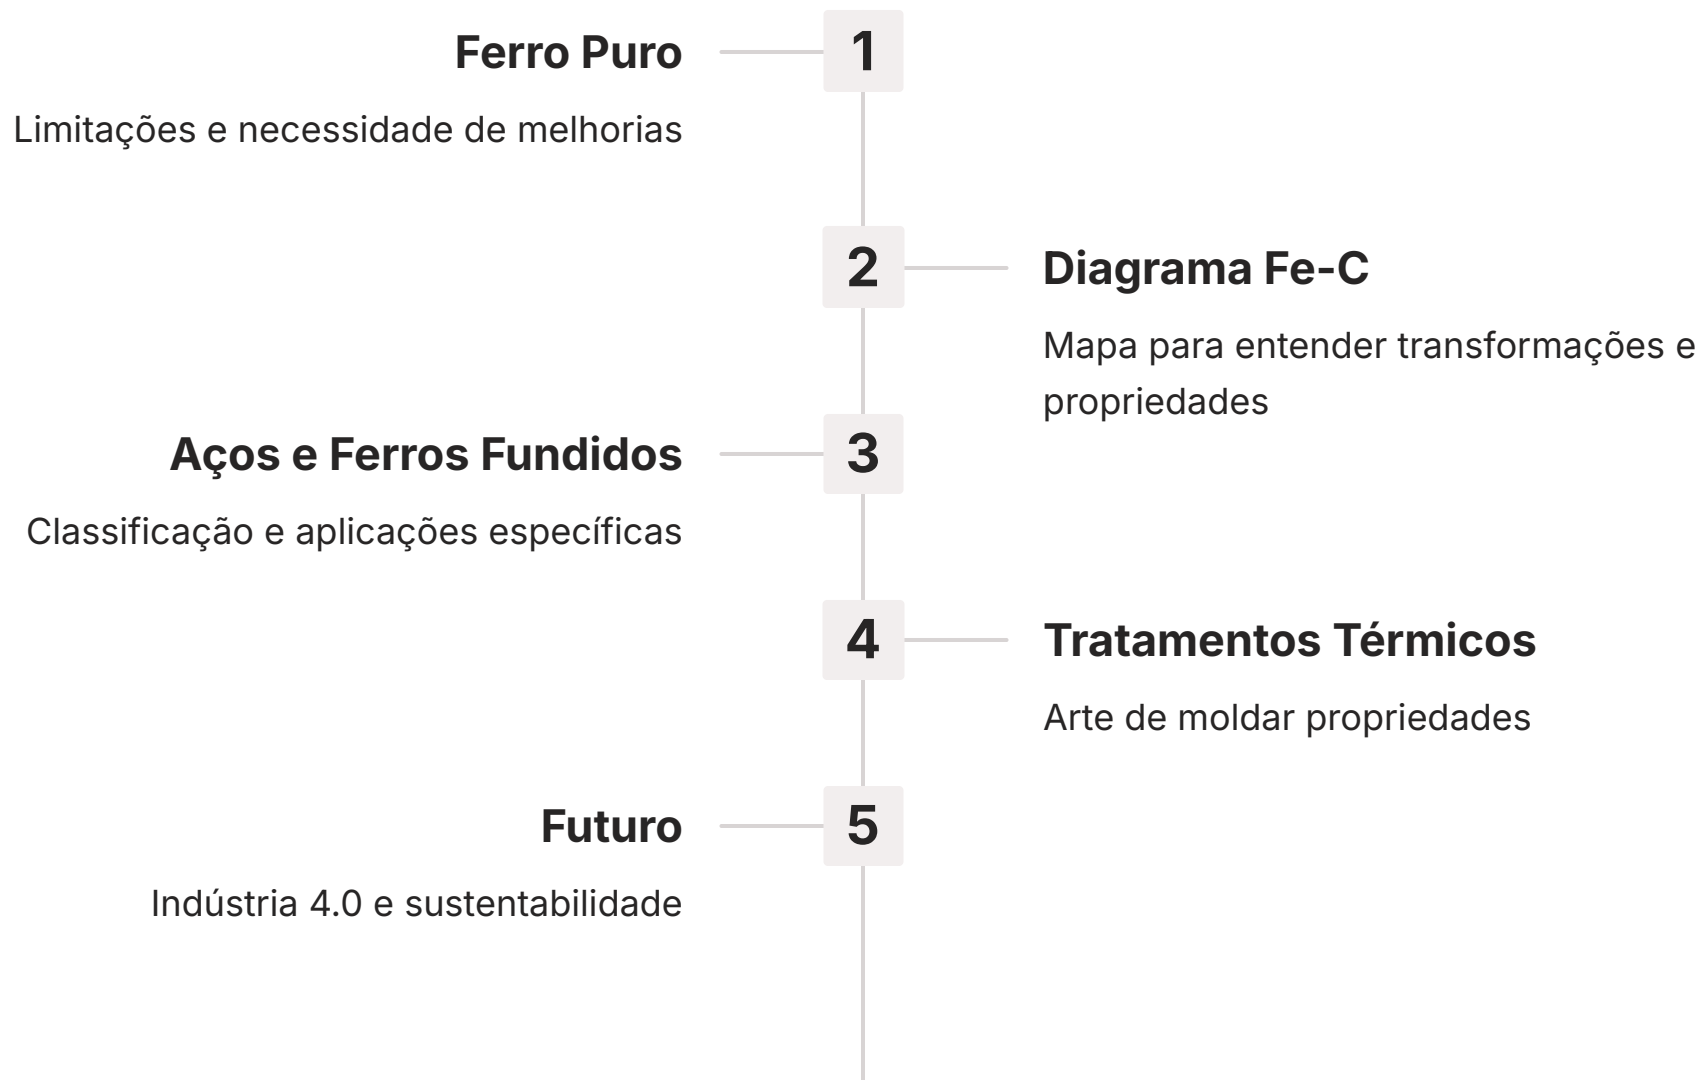 1
Ferro Puro
Limitações e necessidade de melhorias
2
Diagrama Fe-C
Mapa para entender transformações e
propriedades
3
Aços e Ferros Fundidos
Classificação e aplicações específicas
4
Tratamentos Térmicos
Arte de moldar propriedades
5
Futuro
Indústria 4.0 e sustentabilidade